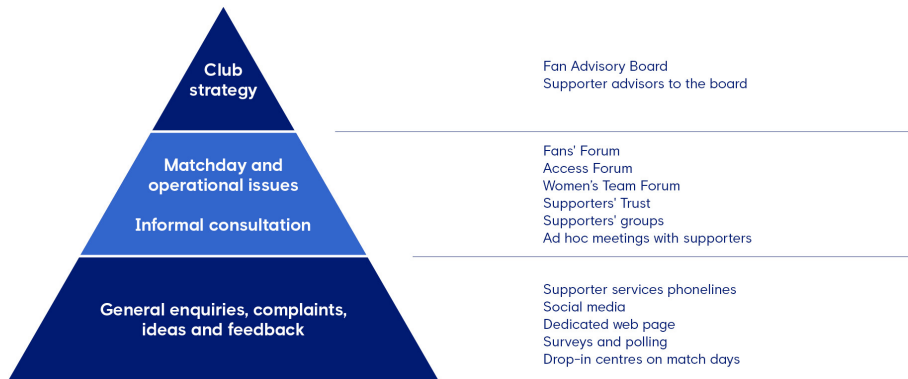 Club
strategy
Fan Advisory Board
Supporter advisors to the board
Matchday and
operational issues
Informal consultation
Fans' Forum
Access Forum
Women's Team Forum
Supporters' Trust
Supporters' groups
Ad hoc meetings with supporters
General enquiries, complaints,
ideas and feedback
Supporter services phonelines
Social media
Dedicated web page
Surveys and polling
Drop-in centres on match days